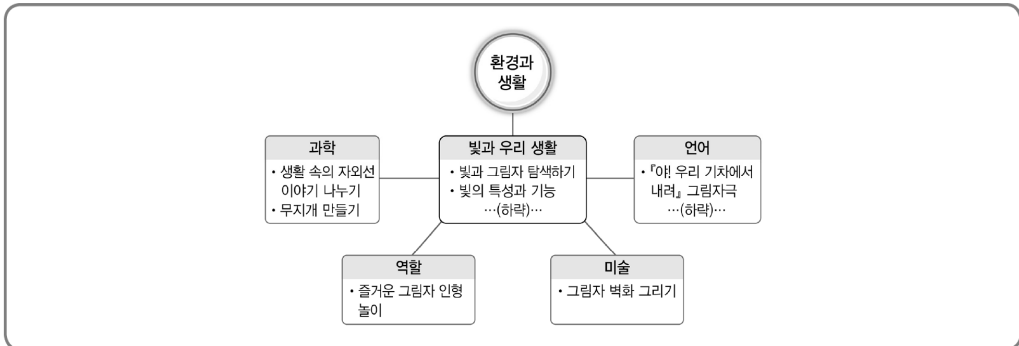 환경과
생활
과학
• 생활 속의 자외선
이야기 나누기
• 무지개 만들기
빛과 우리 생활
• 빛과 그림자 탐색하기
• 빛의 특성과 기능
…(하략)…
언어
• 『야! 우리 기차에서
내려』 그림자극
…(하략)…
역할
• 즐거운 그림자 인형
놀이
미술
• 그림자 벽화 그리기